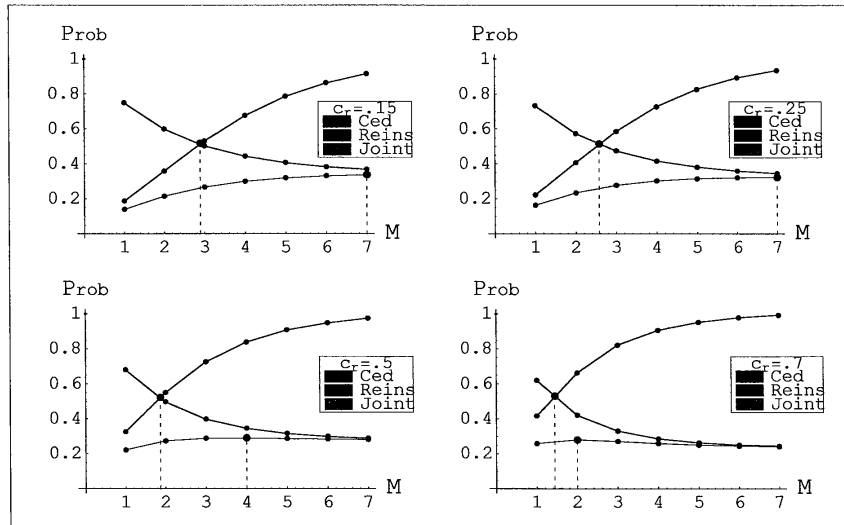 Prob
1
0.8
0.6
0.4
0.2
c_r=.15
Ced
Reins
Joint
1 2 3 4 5 6 7 M
Prob
1
0.8
0.6
0.4
0.2
c_r=.25
Ced
Reins
Joint
1 2 3 4 5 6 7 M
Prob
1
0.8
0.6
0.4
0.2
c_r=.5
Ced
Reins
Joint
1 2 3 4 5 6 7 M
Prob
1
0.8
0.6
0.4
0.2
c_r=.7
Ced
Reins
Joint
1 2 3 4 5 6 7 M